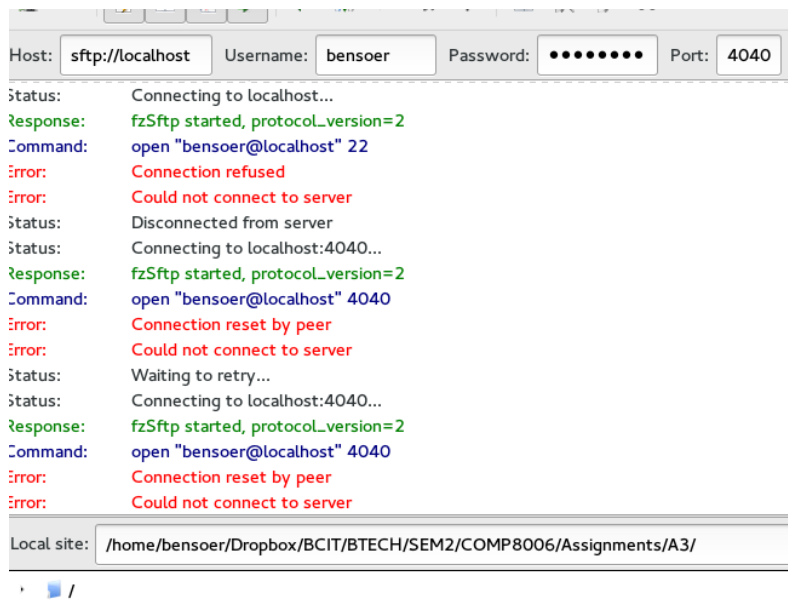 Host: sftp://localhost Username: bensoer Password: ●●●●●●●● Port: 4040
Status: Connecting to localhost...
Response: fzSftp started, protocol_version=2
Command: open "bensoer@localhost" 22
Error: Connection refused
Error: Could not connect to server
Status: Disconnected from server
Status: Connecting to localhost:4040...
Response: fzSftp started, protocol_version=2
Command: open "bensoer@localhost" 4040
Error: Connection reset by peer
Error: Could not connect to server
Status: Waiting to retry...
Status: Connecting to localhost:4040...
Response: fzSftp started, protocol_version=2
Command: open "bensoer@localhost" 4040
Error: Connection reset by peer
Error: Could not connect to server
Local site: /home/bensoer/Dropbox/BCIT/BTECH/SEM2/COMP8006/Assignments/A3/
/